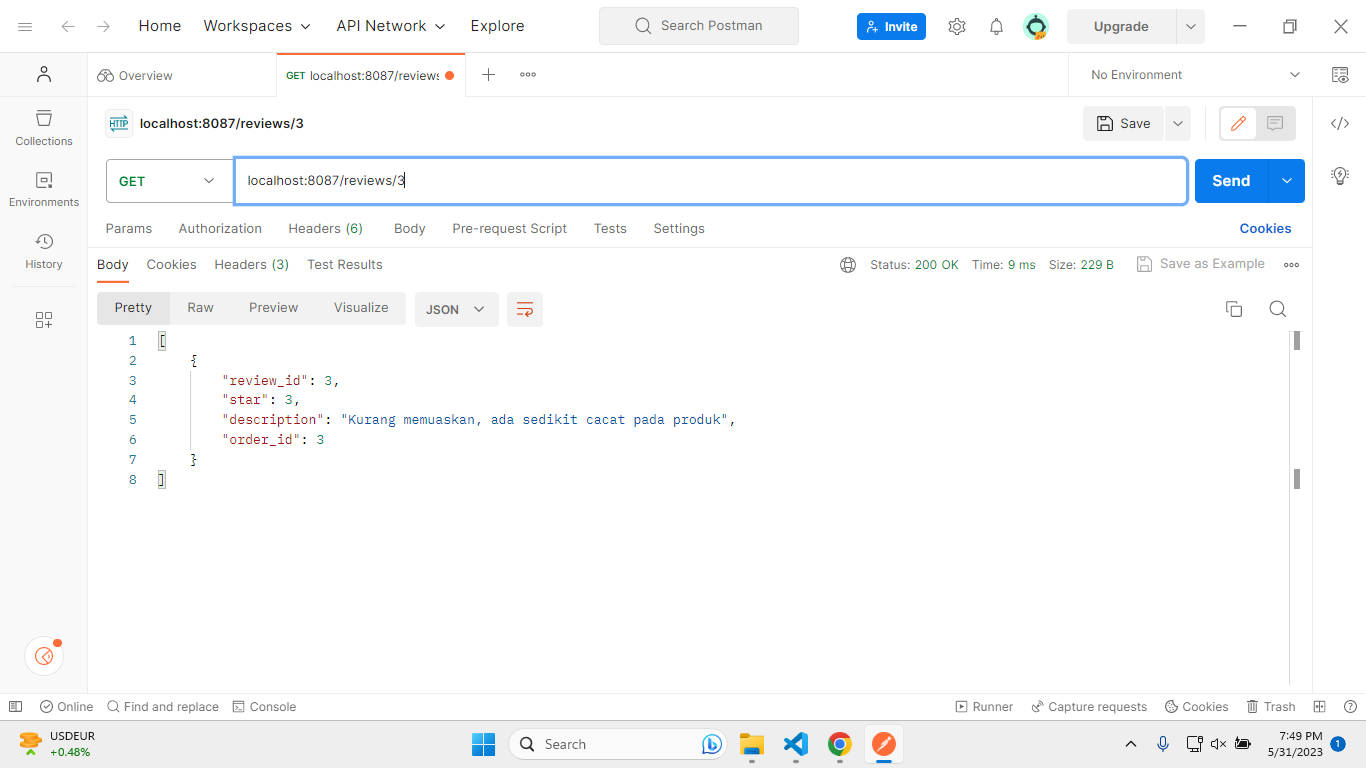 Home Workspaces API Network Explore Search Postman Invite Upgrade
Overview GET localhost:8087/reviews No Environment
HTTP localhost:8087/reviews/3 Save
Collections
GET localhost:8087/reviews/3 Send
Environments
Params Authorization Headers (6) Body Pre-request Script Tests Settings Cookies
History
Body Cookies Headers (3) Test Results Status: 200 OK Time: 9 ms Size: 229 B Save as Example
Pretty Raw Preview Visualize JSON
1 [
2 {
3 "review_id": 3,
4 "star": 3,
5 "description": "Kurang memuaskan, ada sedikit cacat pada produk",
6 "order_id": 3
7 }
8 ]
Online Find and replace Console Runner Capture requests Cookies Trash
USDEUR
+0.48%
Search
7:49 PM
5/31/2023
1